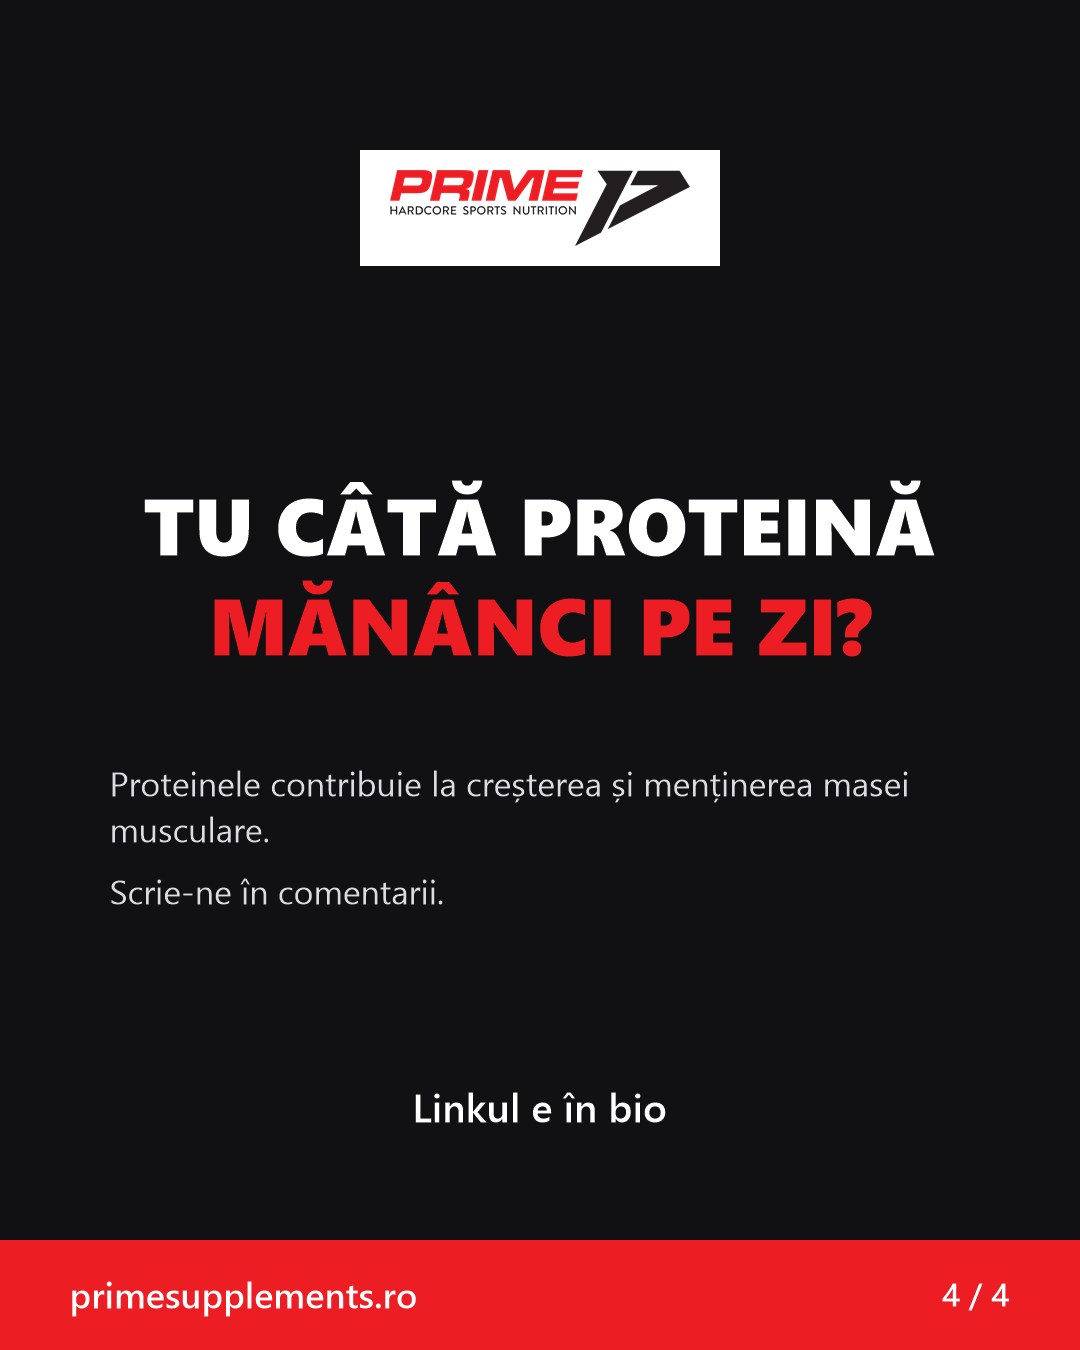 PRIME
HARDCORE SPORTS NUTRITION
TU CÂTĂ PROTEINĂ
MĂNÂNCI PE ZI?
Proteinele contribuie la creșterea și menținerea masei
musculare.
Scrie-ne în comentarii.
Linkul e în bio
primesupplements.ro
4 / 4